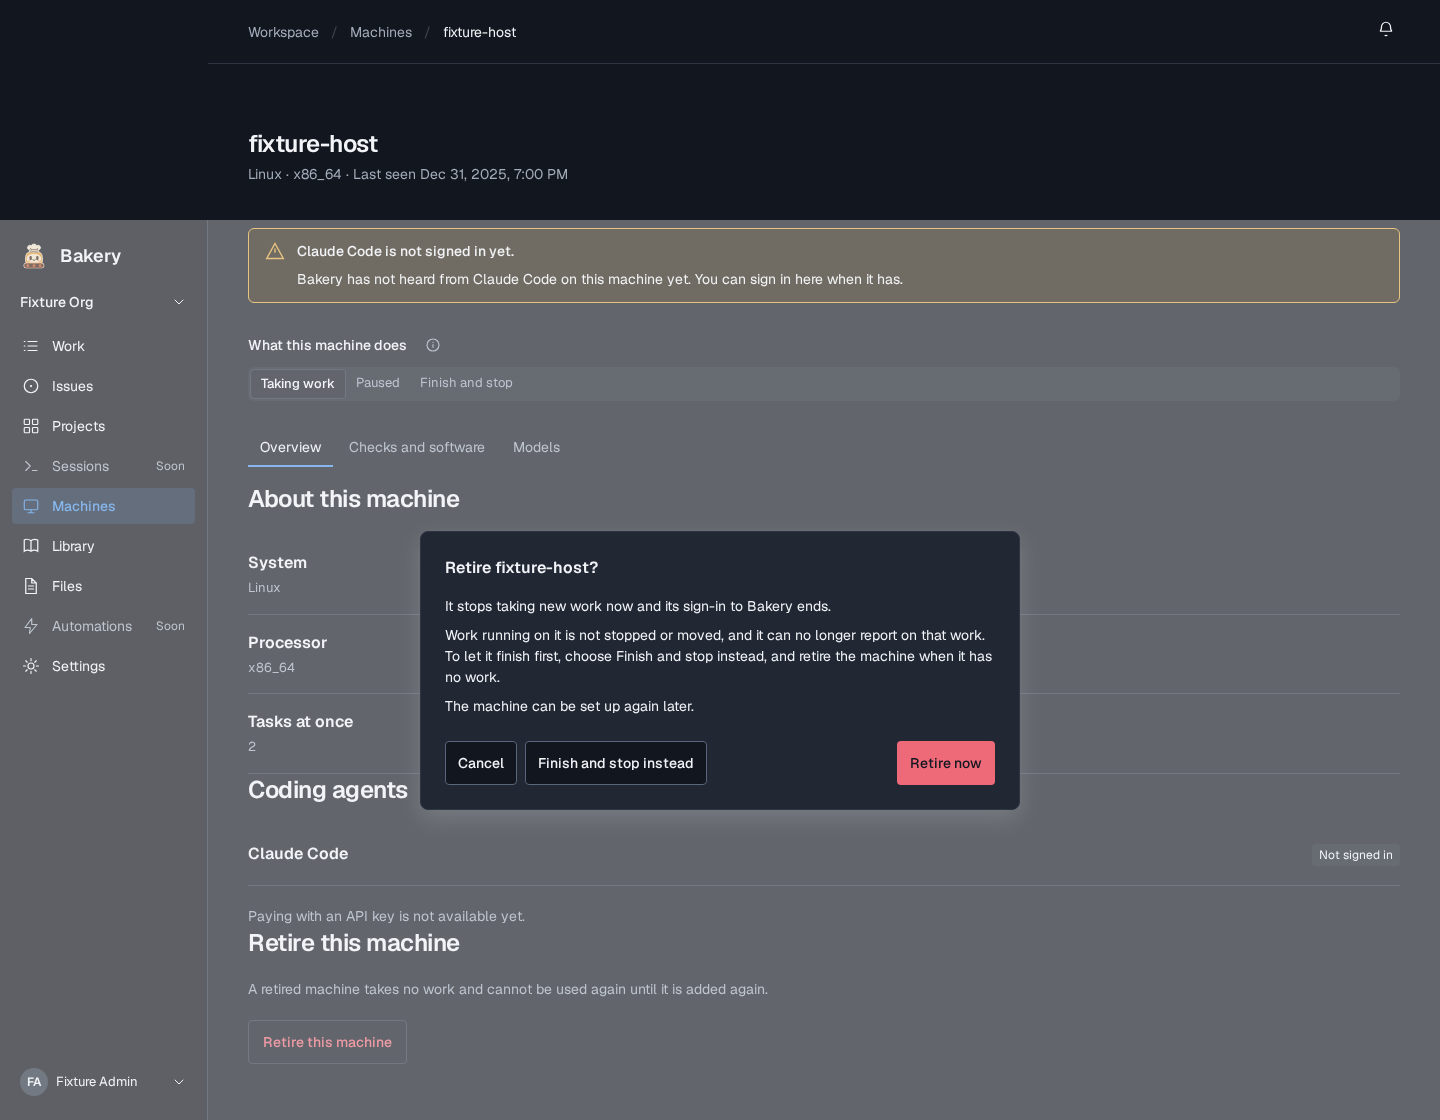 Workspace / Machines / fixture-host
fixture-host
Linux · x86_64 · Last seen Dec 31, 2025, 7:00 PM
Bakery
Fixture Org
Work
Issues
Projects
Sessions Soon
Machines
Library
Files
Automations Soon
Settings
FA Fixture Admin
Claude Code is not signed in yet.
Bakery has not heard from Claude Code on this machine yet. You can sign in here when it has.
What this machine does
Taking work Paused Finish and stop
Overview Checks and software Models
About this machine
System
Linux
Processor
x86_64
Tasks at once
2
Retire fixture-host?
It stops taking new work now and its sign-in to Bakery ends.
Work running on it is not stopped or moved, and it can no longer report on that work.
To let it finish first, choose Finish and stop instead, and retire the machine when it has
no work.
The machine can be set up again later.
Cancel Finish and stop instead Retire now
Coding agents
Claude Code Not signed in
Paying with an API key is not available yet.
Retire this machine
A retired machine takes no work and cannot be used again until it is added again.
Retire this machine